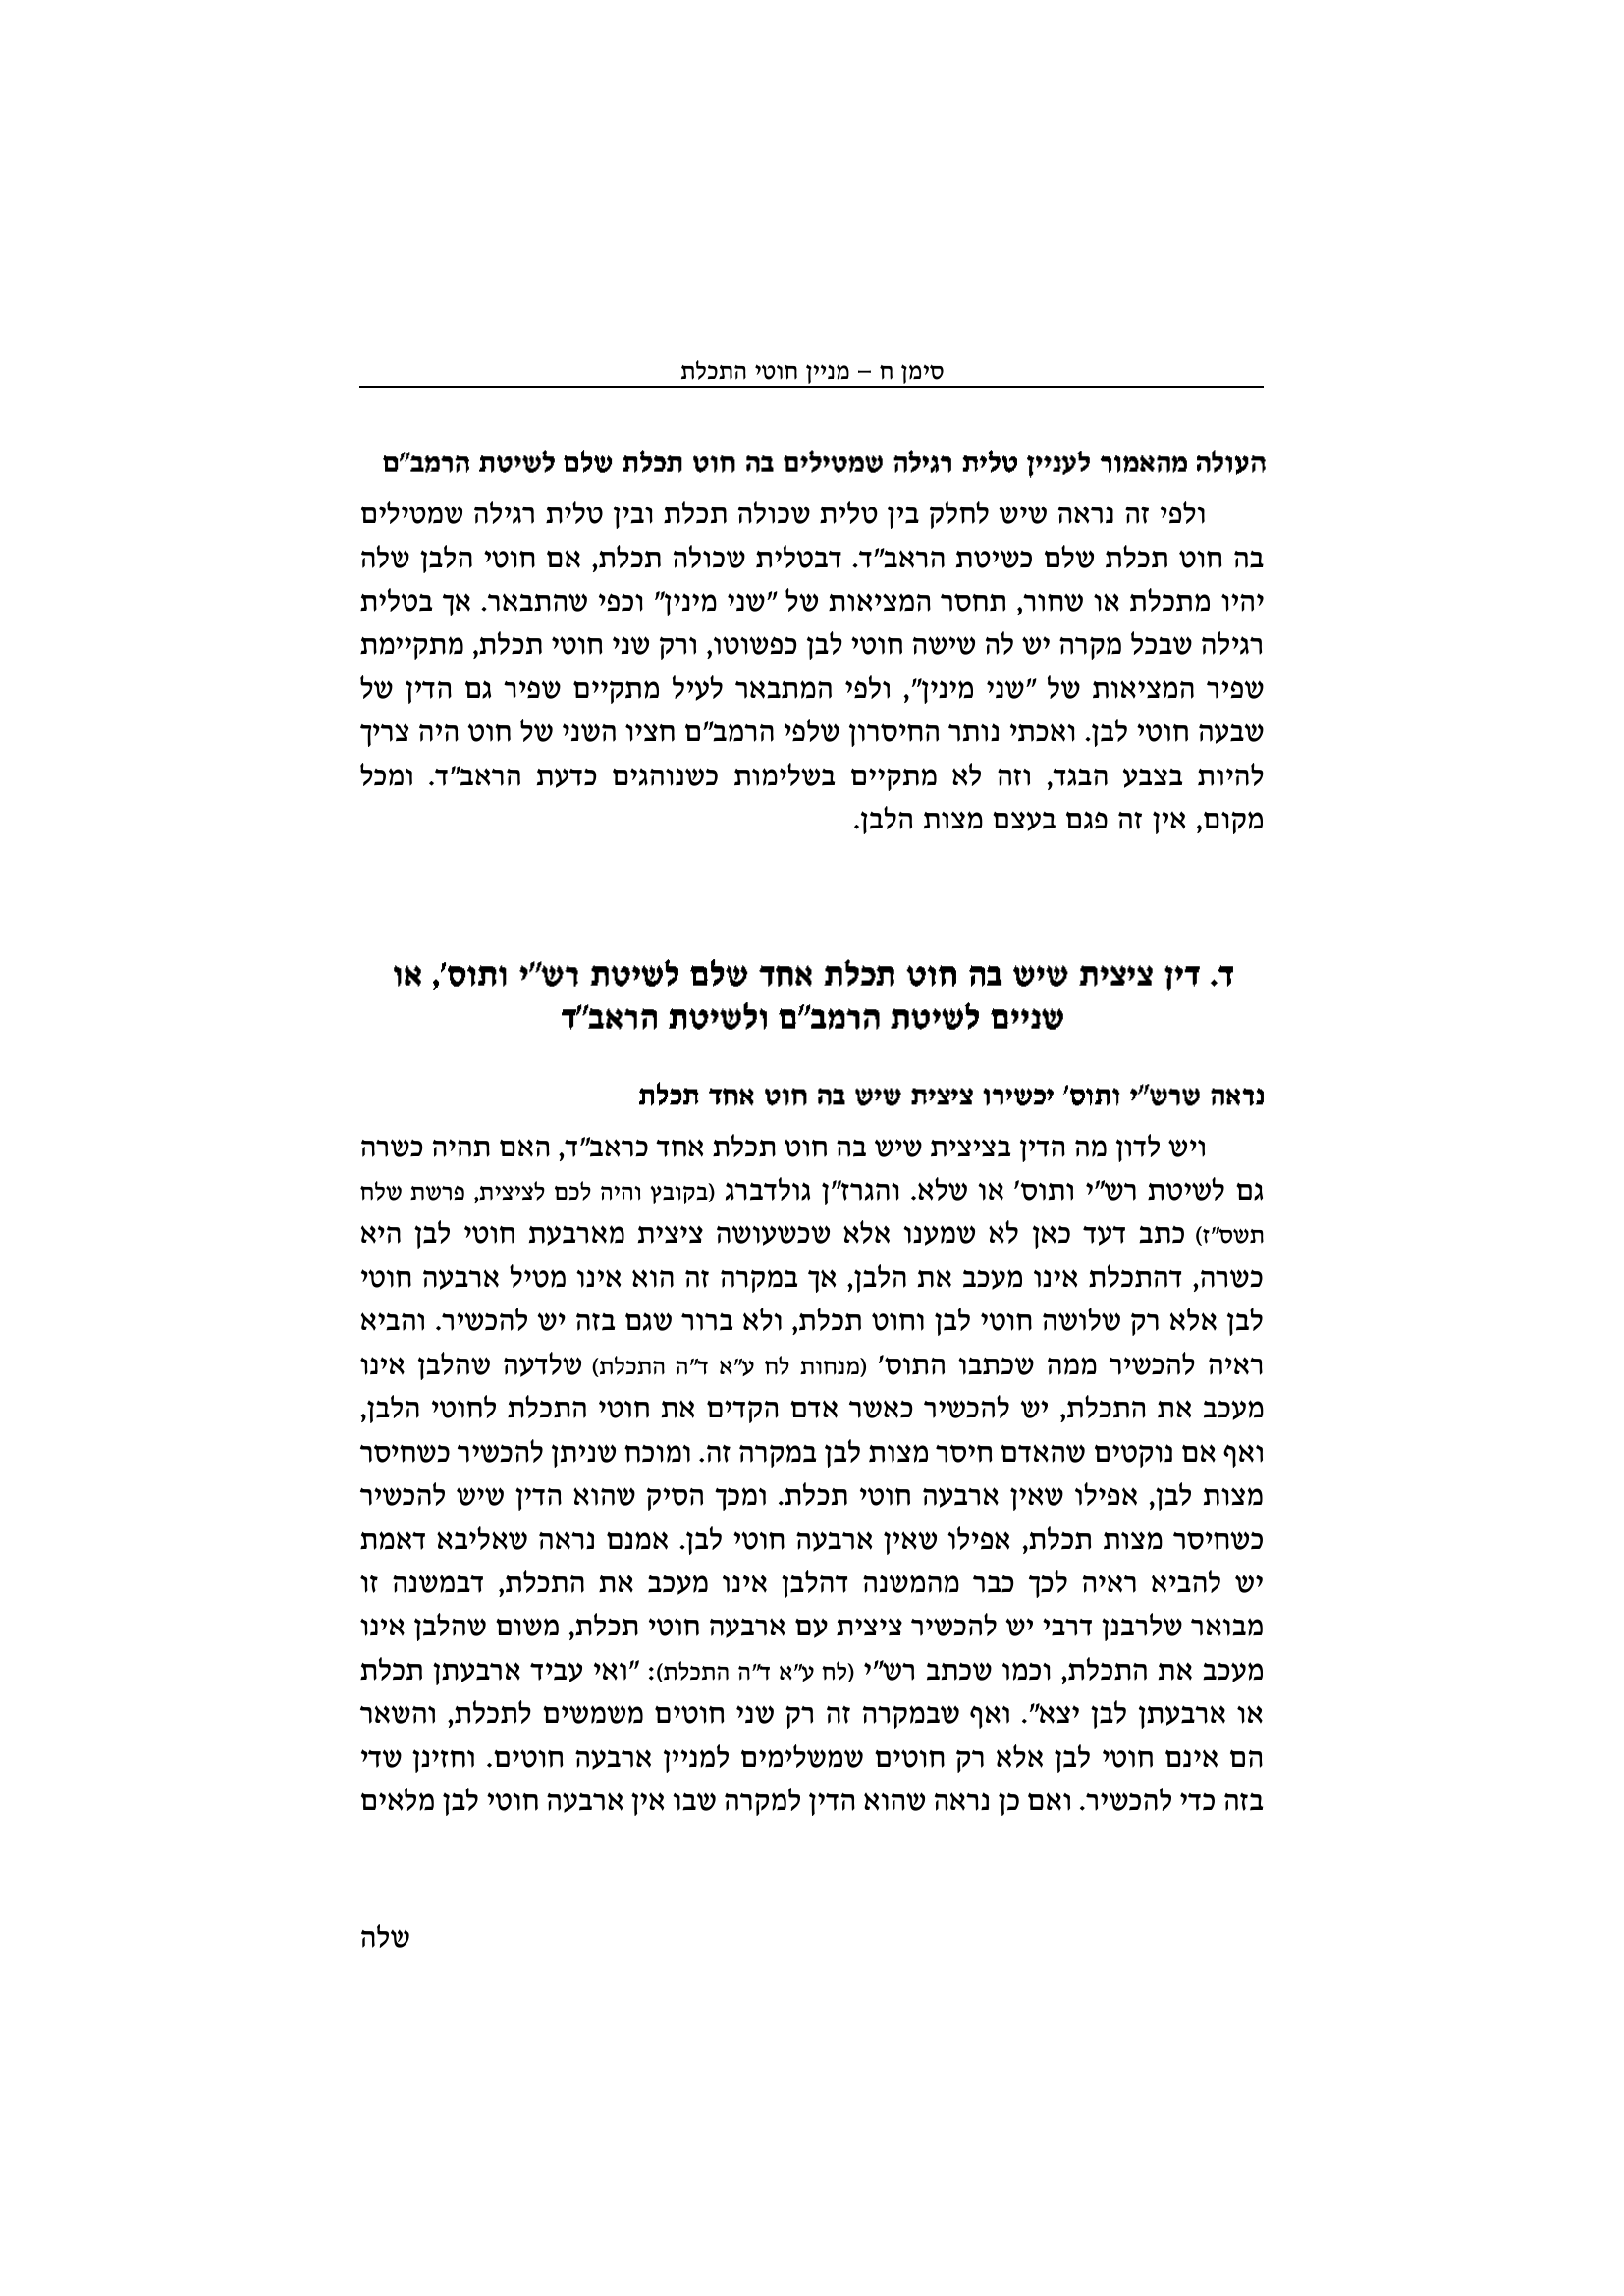 סימן ח – מניין חוטי התכלת
העולה מהאמור לעניין טלית רגילה שמטילים בה חוט תכלת שלם לשיטת הרמב"ם
ולפי זה נראה שיש לחלק בין טלית שכולה תכלת ובין טלית רגילה שמטילים
בה חוט תכלת שלם כשיטת הראב"ד. דבטלית שכולה תכלת, אם חוטי הלבן שלה
יהיו מתכלת או שחור, תחסר המציאות של "שני מינין" וכפי שהתבאר. אך בטלית
רגילה שבכל מקרה יש לה שישה חוטי לבן כפשוטו, ורק שני חוטי תכלת, מתקיימת
שפיר המציאות של "שני מינין", ולפי המתבאר לעיל מתקיים שפיר גם הדין של
שבעה חוטי לבן. ואכתי נותר החיסרון שלפי הרמב"ם חציו השני של חוט היה צריך
להיות בצבע הבגד, וזה לא מתקיים בשלימות כשנוהגים כדעת הראב"ד. ומכל
מקום, אין זה פגם בעצם מצות הלבן.
ד. דין ציצית שיש בה חוט תכלת אחד שלם לשיטת רש"י ותוס', או
שניים לשיטת הרמב"ם ולשיטת הראב"ד
נראה שרש"י ותוס' יכשירו ציצית שיש בה חוט אחד תכלת
ויש לדון מה הדין בציצית שיש בה חוט תכלת אחד כראב"ד, האם תהיה כשרה
גם לשיטת רש"י ותוס' או שלא. והגרז"ן גולדברג (בקובץ והיה לכם לציצית, פרשת שלח
תשס"ז) כתב דעד כאן לא שמענו אלא שכשעושה ציצית מארבעת חוטי לבן היא
כשרה, דהתכלת אינו מעכב את הלבן, אך במקרה זה הוא אינו מטיל ארבעה חוטי
לבן אלא רק שלושה חוטי לבן וחוט תכלת, ולא ברור שגם בזה יש להכשיר. והביא
ראיה להכשיר ממה שכתבו התוס' (מנחות לח ע"א ד"ה התכלת) שלדעה שהלבן אינו
מעכב את התכלת, יש להכשיר כאשר אדם הקדים את חוטי התכלת לחוטי הלבן,
ואף אם נוקטים שהאדם חיסר מצות לבן במקרה זה. ומוכח שניתן להכשיר כשחיסר
מצות לבן, אפילו שאין ארבעה חוטי תכלת. ומכך הסיק שהוא הדין שיש להכשיר
כשחיסר מצות תכלת, אפילו שאין ארבעה חוטי לבן. אמנם נראה שאליבא דאמת
יש להביא ראיה לכך כבר מהמשנה דהלבן אינו מעכב את התכלת, דבמשנה זו
מבואר שלרבנן דרבי יש להכשיר ציצית עם ארבעה חוטי תכלת, משום שהלבן אינו
מעכב את התכלת, וכמו שכתב רש"י (לח ע"א ד"ה התכלת): "ואי עביד ארבעתן תכלת
או ארבעתן לבן יצא". ואף שבמקרה זה רק שני חוטים משמשים לתכלת, והשאר
הם אינם חוטי לבן אלא רק חוטים שמשלימים למניין ארבעה חוטים. וחזינן שדי
בזה כדי להכשיר. ואם כן נראה שהוא הדין למקרה שבו אין ארבעה חוטי לבן מלאים
שלה